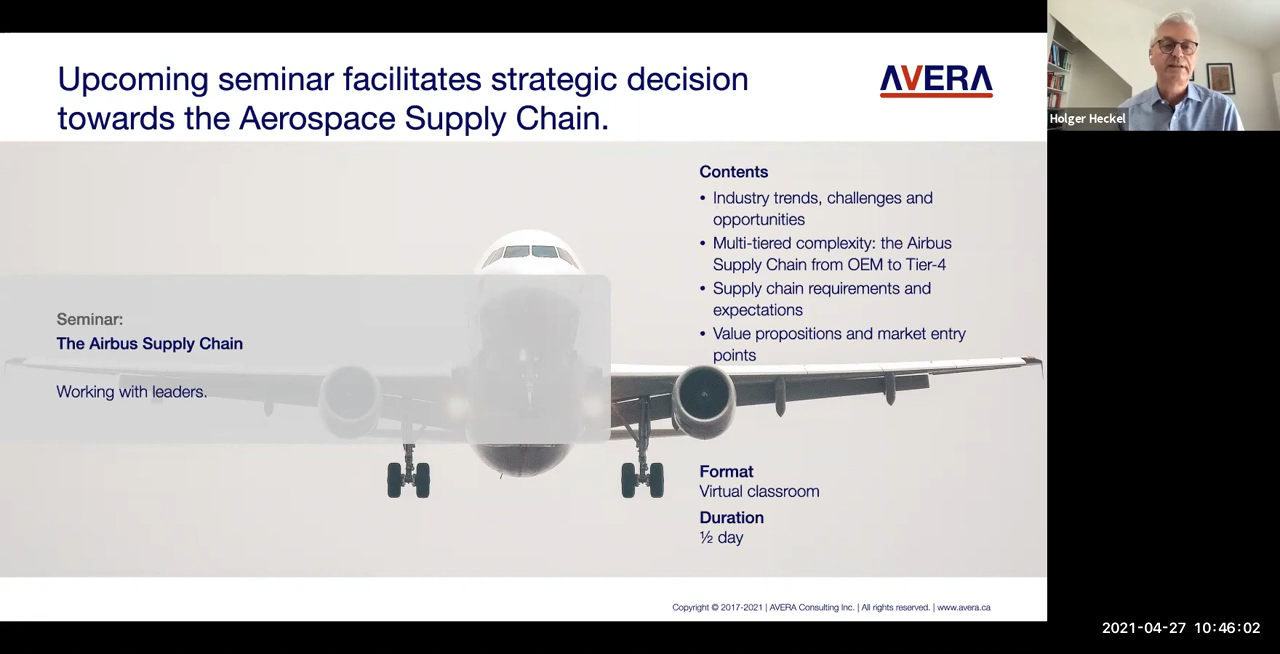 Upcoming seminar facilitates strategic decision
towards the Aerospace Supply Chain.
AVERA
Holger Heckel
Contents
• Industry trends, challenges and
opportunities
• Multi-tiered complexity: the Airbus
Supply Chain from OEM to Tier-4
• Supply chain requirements and
expectations
• Value propositions and market entry
points
Seminar:
The Airbus Supply Chain
Working with leaders.
Format
Virtual classroom
Duration
½ day
Copyright © 2017-2021 | AVERA Consulting Inc. | All rights reserved. | www.avera.ca
2021-04-27 10:46:02